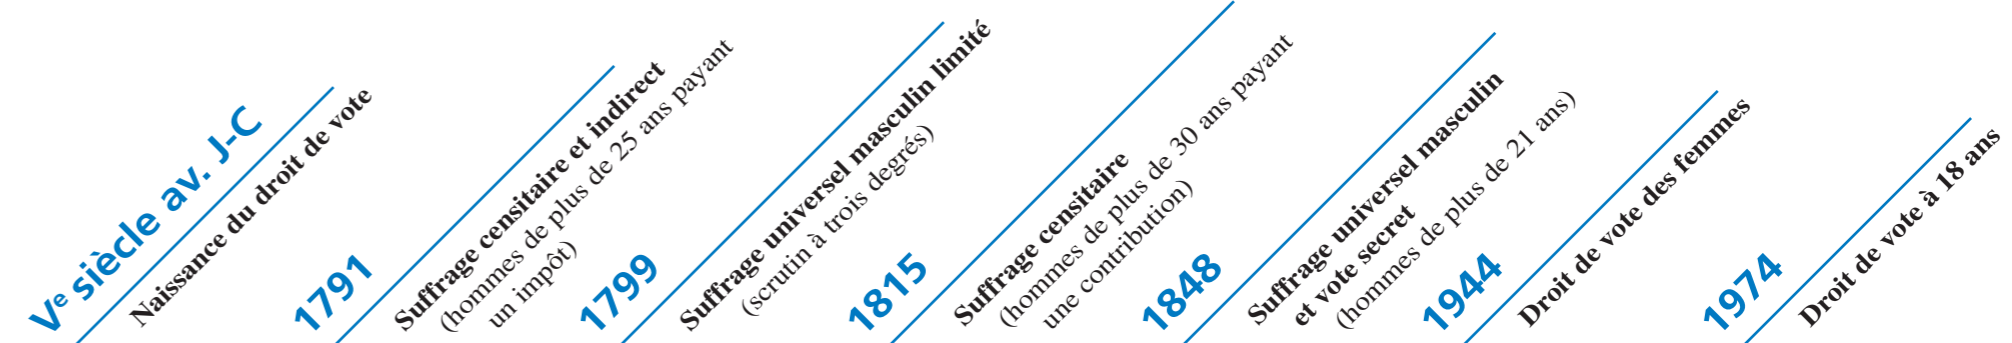 Ve siècle av. J-C
Naissance du droit de vote
1791
Suffrage censitaire et indirect
(hommes de plus de 25 ans payant
un impôt)
1799
Suffrage universel masculin limité
(scrutin à trois degrés)
1815
Suffrage censitaire
(hommes de plus de 30 ans payant
une contribution)
1848
Suffrage universel masculin
et vote secret
(hommes de plus de 21 ans)
1944
Droit de vote des femmes
1974
Droit de vote à 18 ans